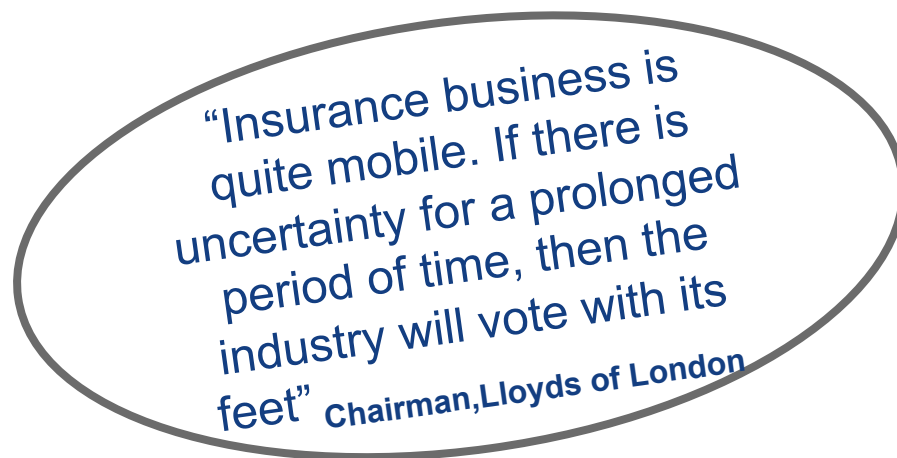 “Insurance business is
quite mobile. If there is
uncertainty for a prolonged
period of time, then the
industry will vote with its
feet” Chairman,Lloyds of London